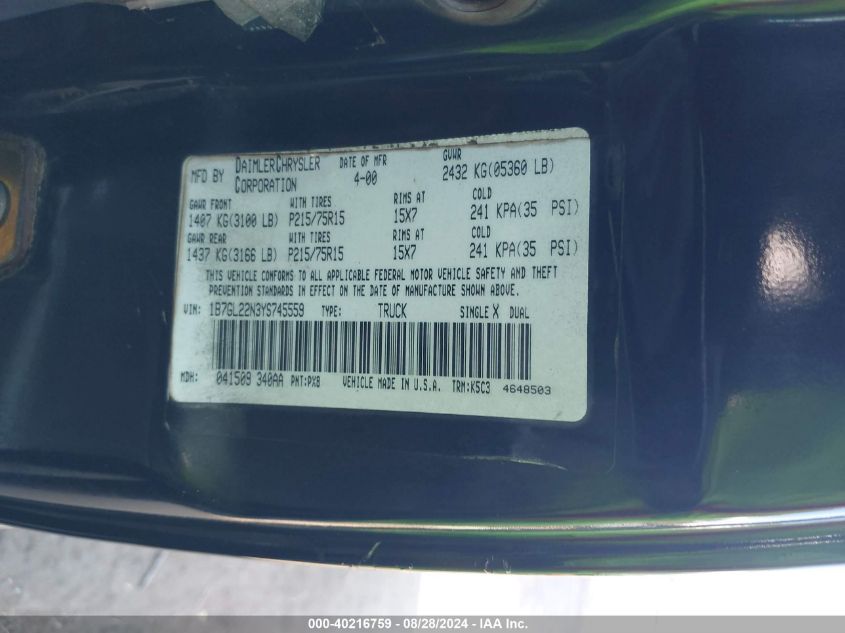 MFD BY DAIMLERCHRYSLER CORPORATION DATE OF MFR 4-00 GVWR 2432 KG(05360 LB)
GAWR FRONT WITH TIRES RIMS AT COLD
1407 KG(3100 LB) P215/75R15 15X7 241 KPA(35 PSI)
GAWR REAR WITH TIRES RIMS AT COLD
1437 KG(3166 LB) P215/75R15 15X7 241 KPA(35 PSI)
THIS VEHICLE CONFORMS TO ALL APPLICABLE FEDERAL MOTOR VEHICLE SAFETY AND THEFT
PREVENTION STANDARDS IN EFFECT ON THE DATE OF MANUFACTURE SHOWN ABOVE.
VIN: 1B7GL22N3YS745559 TYPE: TRUCK SINGLE X DUAL
MDH: 041509 340AA PNT:PX8 VEHICLE MADE IN U.S.A. TRM:K5C3 4648503
000-40216759 - 08/28/2024 - IAA Inc.